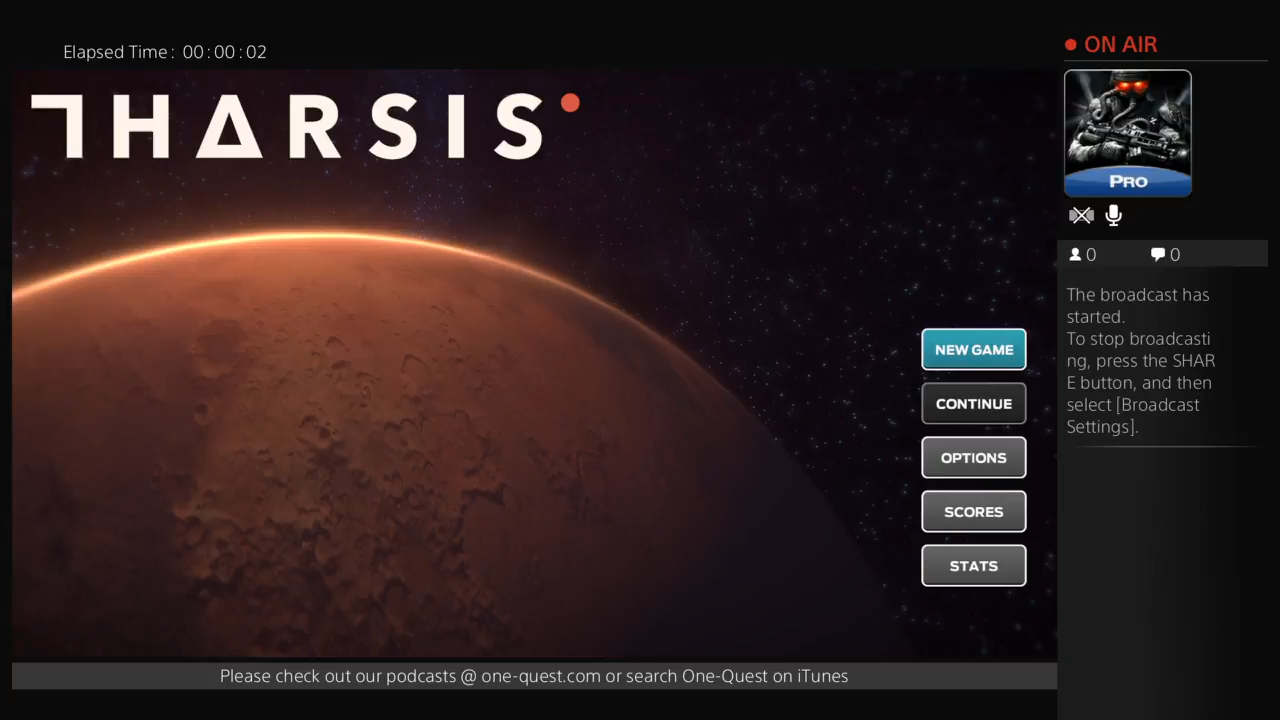 Elapsed Time: 00:00:02
ON AIR
THARSIS
PRO
0 0
The broadcast has
started.
To stop broadcasti
ng, press the SHAR
E button, and then
select [Broadcast
Settings].
NEW GAME
CONTINUE
OPTIONS
SCORES
STATS
Please check out our podcasts @ one-quest.com or search One-Quest on iTunes